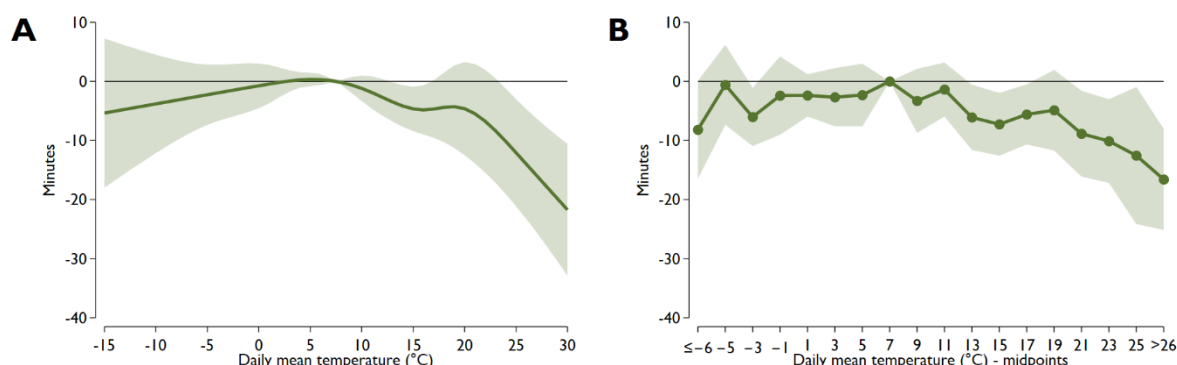 A
Minutes
10
0
-10
-20
-30
-40
-15 -10 -5 0 5 10 15 20 25 30
Daily mean temperature (°C)
B
Minutes
10
0
-10
-20
-30
-40
≤−6 −5 −3 −1 1 3 5 7 9 11 13 15 17 19 21 23 25 >26
Daily mean temperature (°C) - midpoints